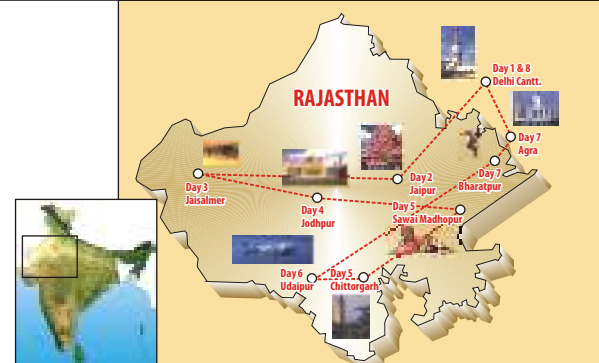 Day 1 & 8
Delhi Cantt.
RAJASTHAN
Day 7
Agra
Day 7
Bharatpur
Day 2
Jaipur
Day 3
Jaisalmer
Day 4
Jodhpur
Day 5
Sawai Madhopur
Day 6
Udaipur
Day 5
Chittorgarh